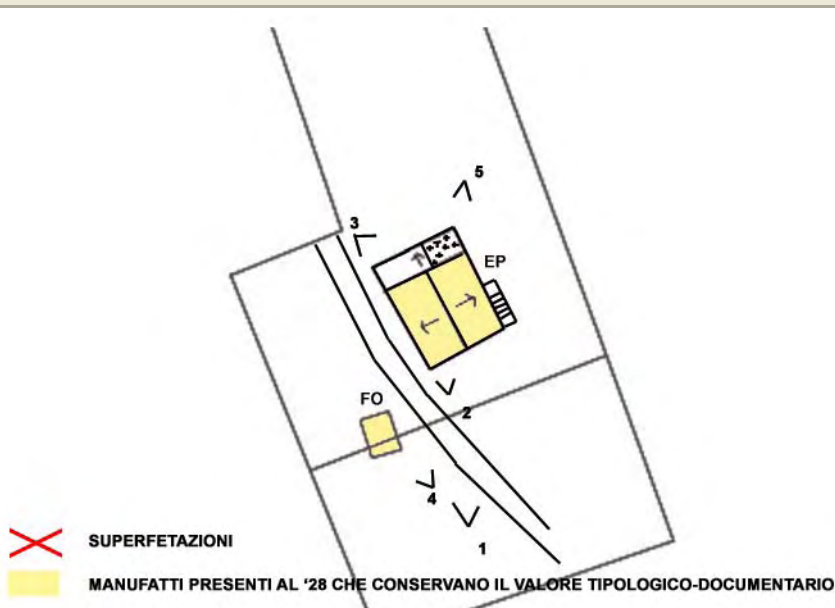 5
3
EP
FO
2
4
1
SUPERFETAZIONI
MANUFATTI PRESENTI AL '28 CHE CONSERVANO IL VALORE TIPOLOGICO-DOCUMENTARIO